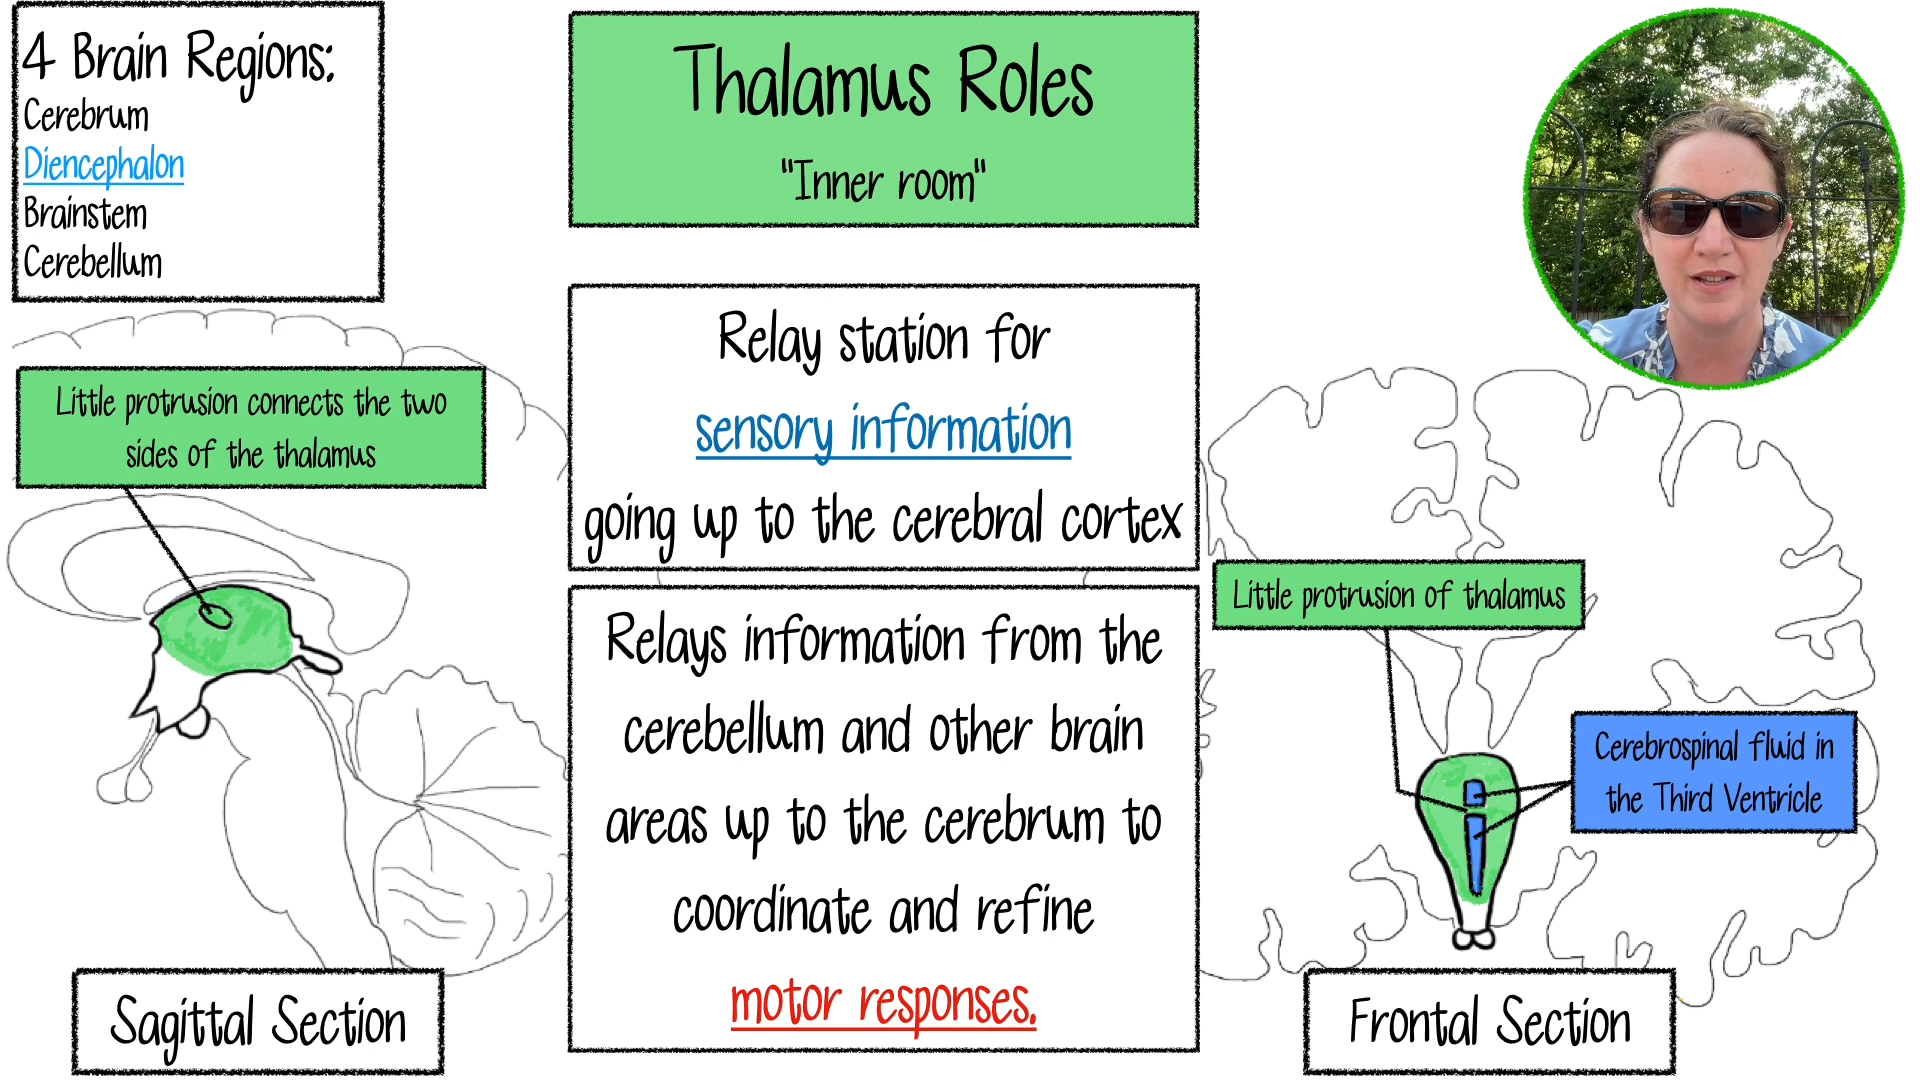 4 Brain Regions:
Cerebrum
Diencephalon
Brainstem
Cerebellum
Thalamus Roles
"Inner room"
Relay station for
sensory information
going up to the cerebral cortex
Relays information from the
cerebellum and other brain
areas up to the cerebrum to
coordinate and refine
motor responses.
Little protrusion connects the two
sides of the thalamus
Sagittal Section
Little protrusion of thalamus
Cerebrospinal fluid in
the Third Ventricle
Frontal Section